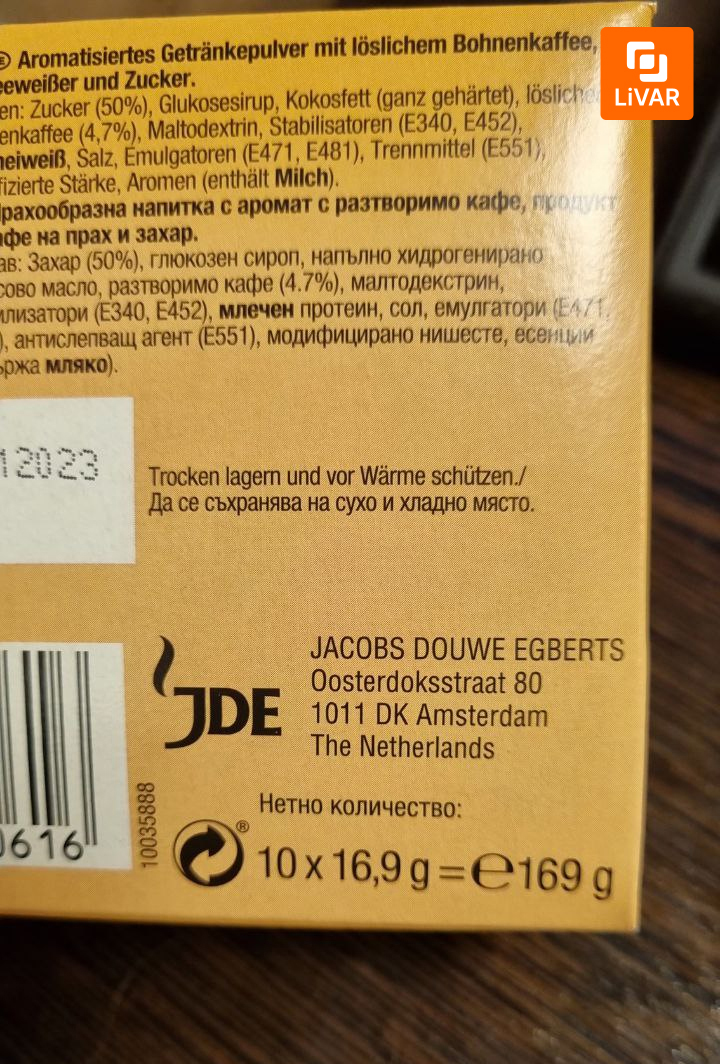 ® Aromatisiertes Getränkepulver mit löslichem Bohnenkaffee,
eeweißer und Zucker.
en: Zucker (50%), Glukosesirup, Kokosfett (ganz gehärtet), lösliche
enkaffee (4,7%), Maltodextrin, Stabilisatoren (E340, E452),
heiweiß, Salz, Emulgatoren (E471, E481), Trennmittel (E551),
fizierte Stärke, Aromen (enthält Milch).
рахообразна напитка с аромат с разтворимо кафе, продукт
афе на прах и захар.
ав: Захар (50%), глюкозен сироп, напълно хидрогенирано
сово масло, разтворимо кафе (4.7%), малтодекстрин,
илизатори (E340, E452), млечен протеин, сол, емулгатори (E471,
), антислепващ агент (E551), модифицирано нишесте, есенции
ържа мляко).
12023
Trocken lagern und vor Wärme schützen./
Да се съхранява на сухо и хладно място.
JDE
JACOBS DOUWE EGBERTS
Oosterdoksstraat 80
1011 DK Amsterdam
The Netherlands
0616
10035888
Нетно количество:
® 10 x 16,9 g = ℮ 169 g
LiVAR